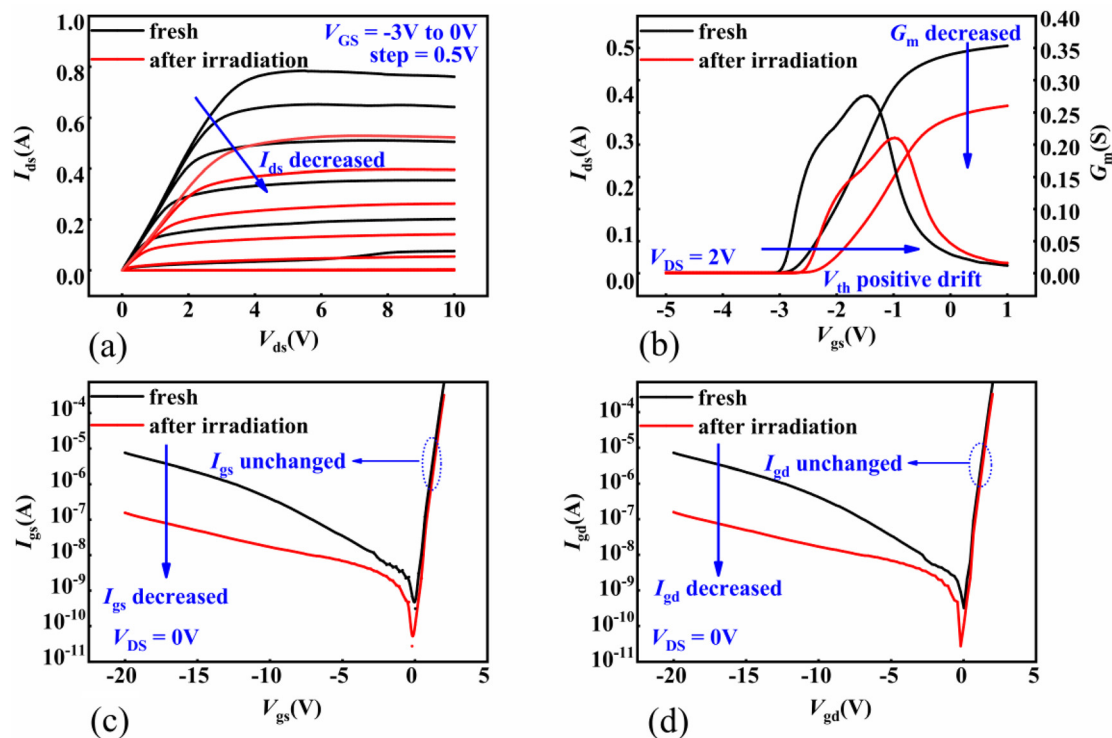 fresh
after irradiation
V_GS = -3V to 0V
step = 0.5V
I_ds decreased
1.0
0.8
0.6
0.4
0.2
0.0
I_ds(A)
0 2 4 6 8 10
V_ds(V)
(a)
fresh
after irradiation
G_m decreased
V_DS = 2V
V_th positive drift
0.5
0.4
0.3
0.2
0.1
0.0
I_ds(A)
0.40
0.35
0.30
0.25
0.20
0.15
0.10
0.05
0.00
G_m(S)
-5 -4 -3 -2 -1 0 1
V_gs(V)
(b)
fresh
after irradiation
I_gs unchanged
I_gs decreased
V_DS = 0V
10^-4
10^-5
10^-6
10^-7
10^-8
10^-9
10^-10
10^-11
I_gs(A)
-20 -15 -10 -5 0 5
V_gs(V)
(c)
fresh
after irradiation
I_gd unchanged
I_gd decreased
V_DS = 0V
10^-4
10^-5
10^-6
10^-7
10^-8
10^-9
10^-10
10^-11
I_gd(A)
-20 -15 -10 -5 0 5
V_gd(V)
(d)